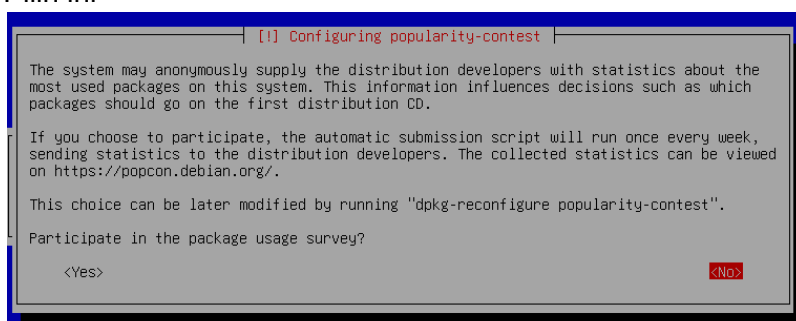 [!] Configuring popularity-contest
The system may anonymously supply the distribution developers with statistics about the
most used packages on this system. This information influences decisions such as which
packages should go on the first distribution CD.
If you choose to participate, the automatic submission script will run once every week,
sending statistics to the distribution developers. The collected statistics can be viewed
on https://popcon.debian.org/.
This choice can be later modified by running "dpkg-reconfigure popularity-contest".
Participate in the package usage survey?
<Yes> <No>